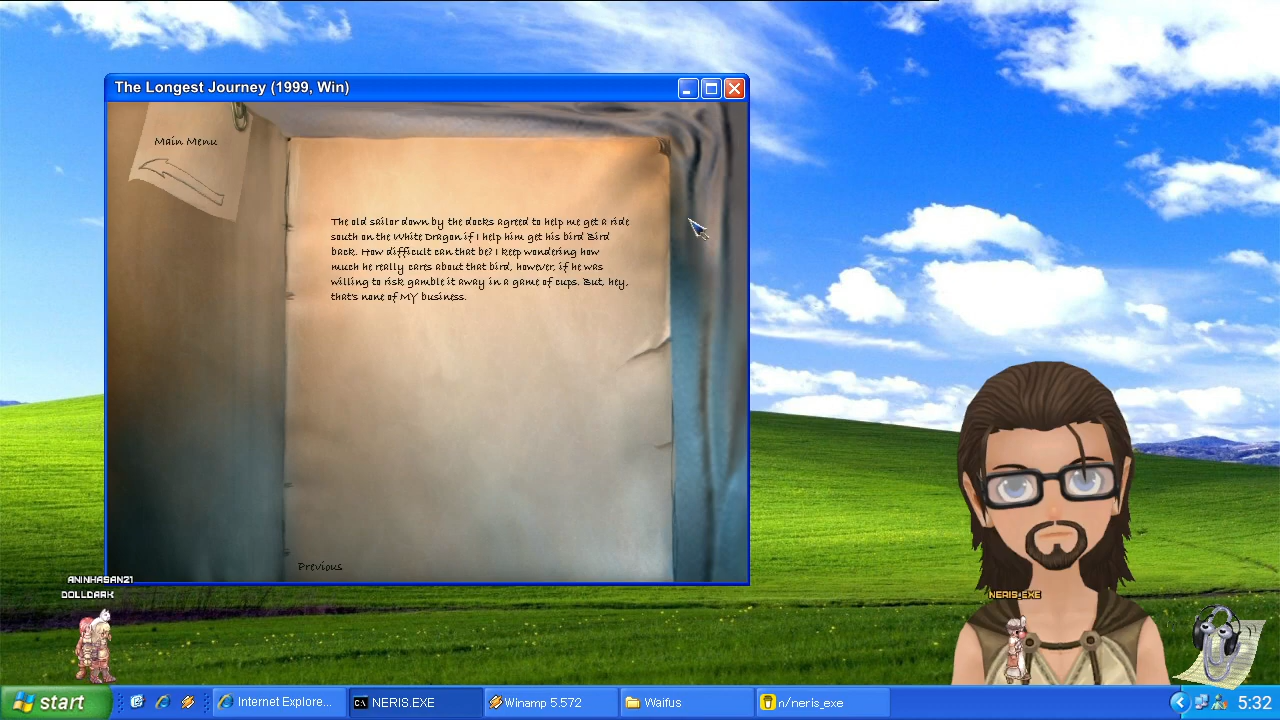 The Longest Journey (1999, Win)
Main Menu
The old sailor down by the docks agreed to help me get a ride
south on the White Dragon if I help him get his bird Bird
back. How difficult can that be? I keep wondering how
much he really cares about that bird, however, if he was
willing to risk gamble it away in a game of cups. But, hey,
that's none of MY business.
Previous
ANINHASAN21
DOLLDARK
NERIS_EXE
start
Internet Explore...
NERIS.EXE
Winamp 5.572
Waifus
n/neris_exe
5:32